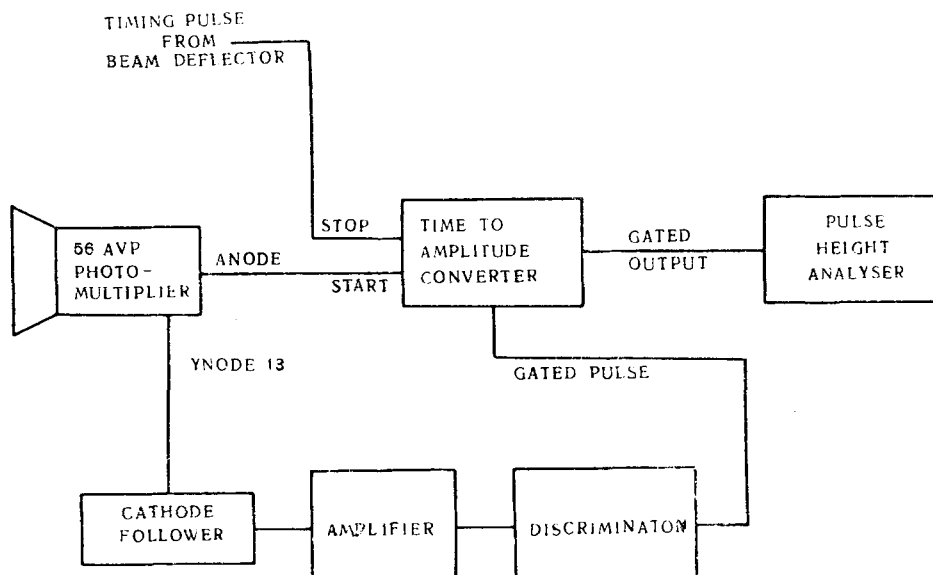 TIMING PULSE
FROM
BEAM DEFLECTOR
STOP
TIME TO
AMPLITUDE
CONVERTER
GATED
OUTPUT
PULSE
HEIGHT
ANALYSER
56 AVP
PHOTO-
MULTIPLIER
ANODE
START
YNODE 13
GATED PULSE
CATHODE
FOLLOWER
AMPLIFIER
DISCRIMINATON